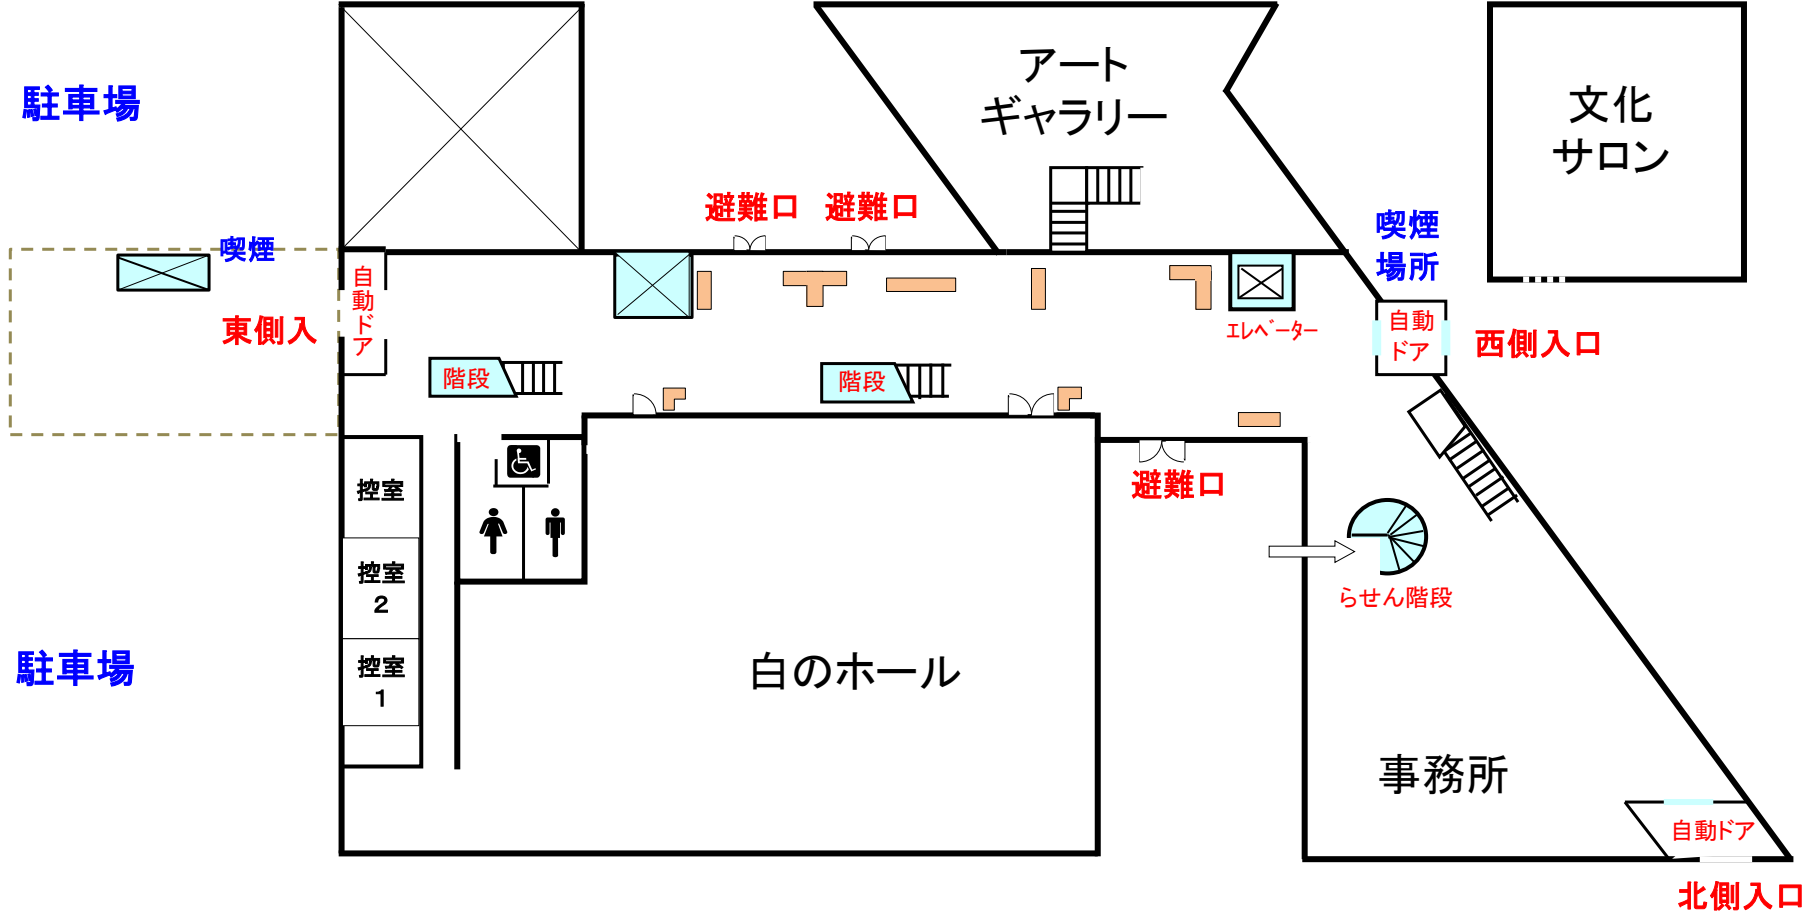 アート
ギャラリー
文化
サロン
駐車場
避難口
避難口
喫煙
場所
喫煙
自動ドア
東側入
エレベーター
自動
ドア
西側入口
階段
階段
控室
避難口
控室
2
らせん階段
控室
1
駐車場
白のホール
事務所
自動ドア
北側入口